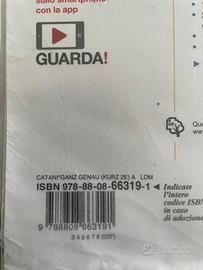 sullo smartphone
con la app
GUARDA!
Que
CATANI*GANZ GENAU (KURZ 2E) A LDM
ISBN 978-88-08-66319-1
Indicate
l'intero
codice ISBN
in caso
di adozione
9 788808 663191